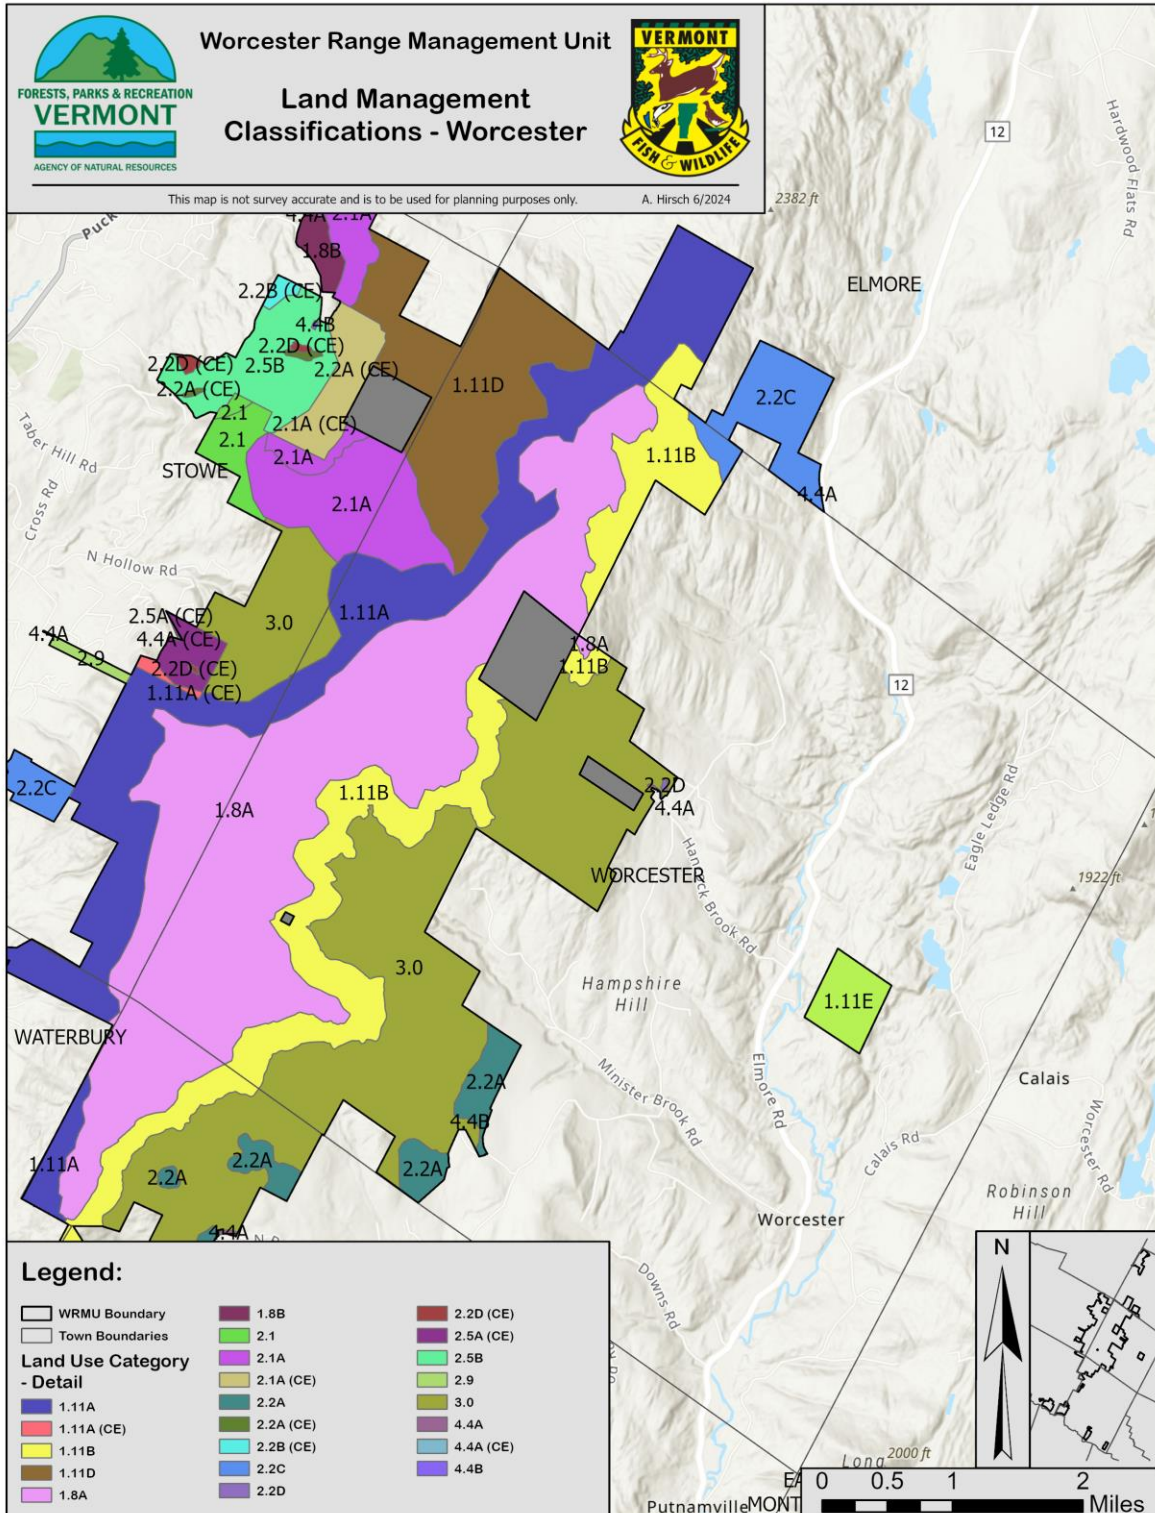 FORESTS, PARKS & RECREATION
VERMONT
AGENCY OF NATURAL RESOURCES
Worcester Range Management Unit
Land Management
Classifications - Worcester
VERMONT
FISH & WILDLIFE
This map is not survey accurate and is to be used for planning purposes only.
A. Hirsch 6/2024
12
2382 ft
Hardwood Flats Rd
Puck
4.4A
2.1A
1.8B
ELMORE
2.2B (CE)
4.4B
2.2D (CE)
2.2D (CE)
2.5B
2.2A (CE)
1.11D
2.2A (CE)
2.2C
2.1
2.1A (CE)
Taber Hill Rd
2.1
2.1A
1.11B
STOWE
4.4A
2.1A
Cross Rd
N Hollow Rd
1.11A
2.5A (CE)
3.0
4.4A
4.4A (CE)
1.8A
2.9
2.2D (CE)
1.11B
1.11A (CE)
12
2.2C
1.11B
2.2D
1.8A
4.4A
Eagle Ledge Rd
Hancock Brook Rd
WORCESTER
1922 ft
3.0
Hampshire
Hill
1.11E
WATERBURY
Elmore Rd
Minister Brook Rd
Calais
2.2A
4.4B
Worcester Rd
Calais Rd
1.11A
2.2A
2.2A
2.2A
Robinson
Hill
Worcester
4.4A
Downs Rd
Legend:
WRMU Boundary
Town Boundaries
Land Use Category
- Detail
1.11A
1.11A (CE)
1.11B
1.11D
1.8A
1.8B
2.1
2.1A
2.1A (CE)
2.2A
2.2A (CE)
2.2B (CE)
2.2C
2.2D
2.2D (CE)
2.5A (CE)
2.5B
2.9
3.0
4.4A
4.4A (CE)
4.4B
N
Long
2000 ft
EA
Putnamville
MONT
0 0.5 1 2
Miles